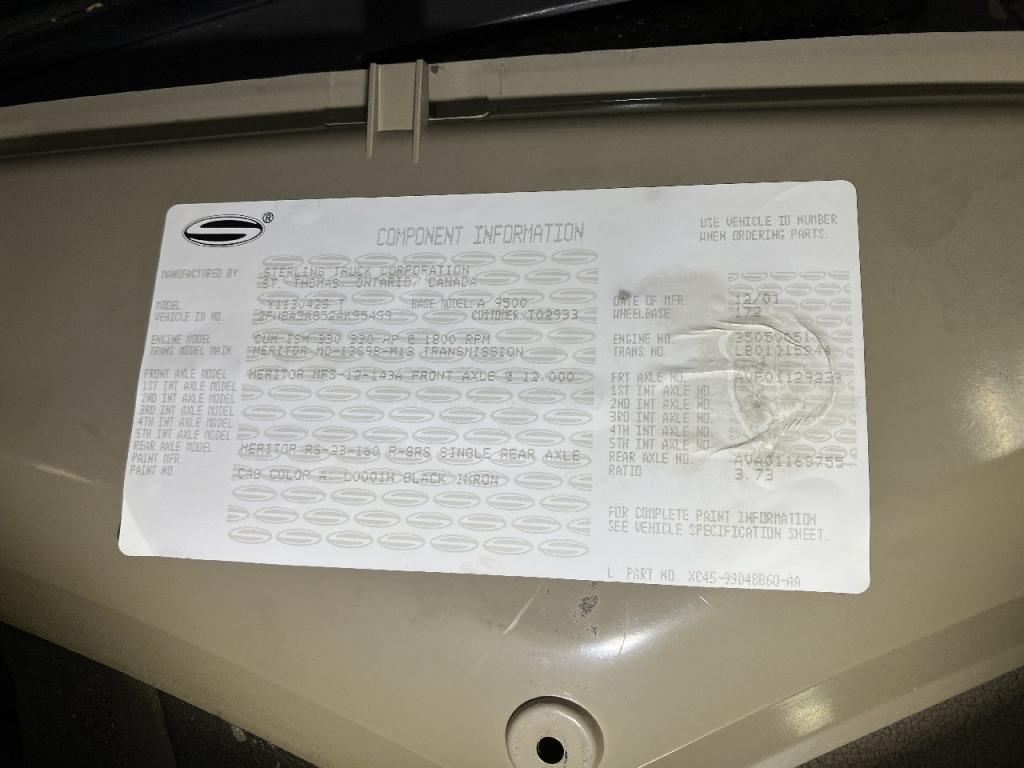 ®
COMPONENT INFORMATION
USE VEHICLE ID NUMBER
WHEN ORDERING PARTS.
MANUFACTURED BY STERLING TRUCK CORPORATION
ST. THOMAS, ONTARIO, CANADA
MODEL T BASE MODEL: A 9500
VEHICLE ID NO. CUSTOMER: T02933
DATE OF MFR. 12/01
WHEELBASE 172
ENGINE MODEL CUM ISM 330 330 HP @ 1800 RPM
TRANS MODEL MAIN MERITOR MO-13G9B-M13 TRANSMISSION
ENGINE NO.
TRANS NO.
FRONT AXLE MODEL MERITOR MFS-12-143A FRONT AXLE @ 12,000
1ST INT AXLE MODEL
2ND INT AXLE MODEL
3RD INT AXLE MODEL
4TH INT AXLE MODEL
5TH INT AXLE MODEL
REAR AXLE MODEL MERITOR RS-23-160 R-SRS SINGLE REAR AXLE
PAINT MFR.
PAINT NO. CAB COLOR A: BLACK IMRON
FRT AXLE NO.
1ST INT AXLE NO.
2ND INT AXLE NO.
3RD INT AXLE NO.
4TH INT AXLE NO.
5TH INT AXLE NO.
REAR AXLE NO.
RATIO 3.73
FOR COMPLETE PAINT INFORMATION
SEE VEHICLE SPECIFICATION SHEET.
L PART NO. XC45-9904BB60-AA